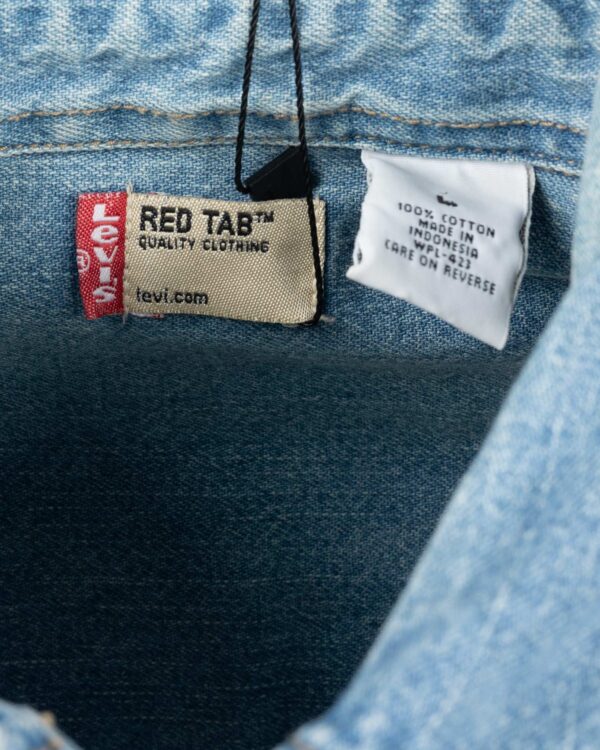 Levi's
®
RED TAB™
QUALITY CLOTHING
levi.com
L
100% COTTON
MADE IN
INDONESIA
WPL-423
CARE ON REVERSE